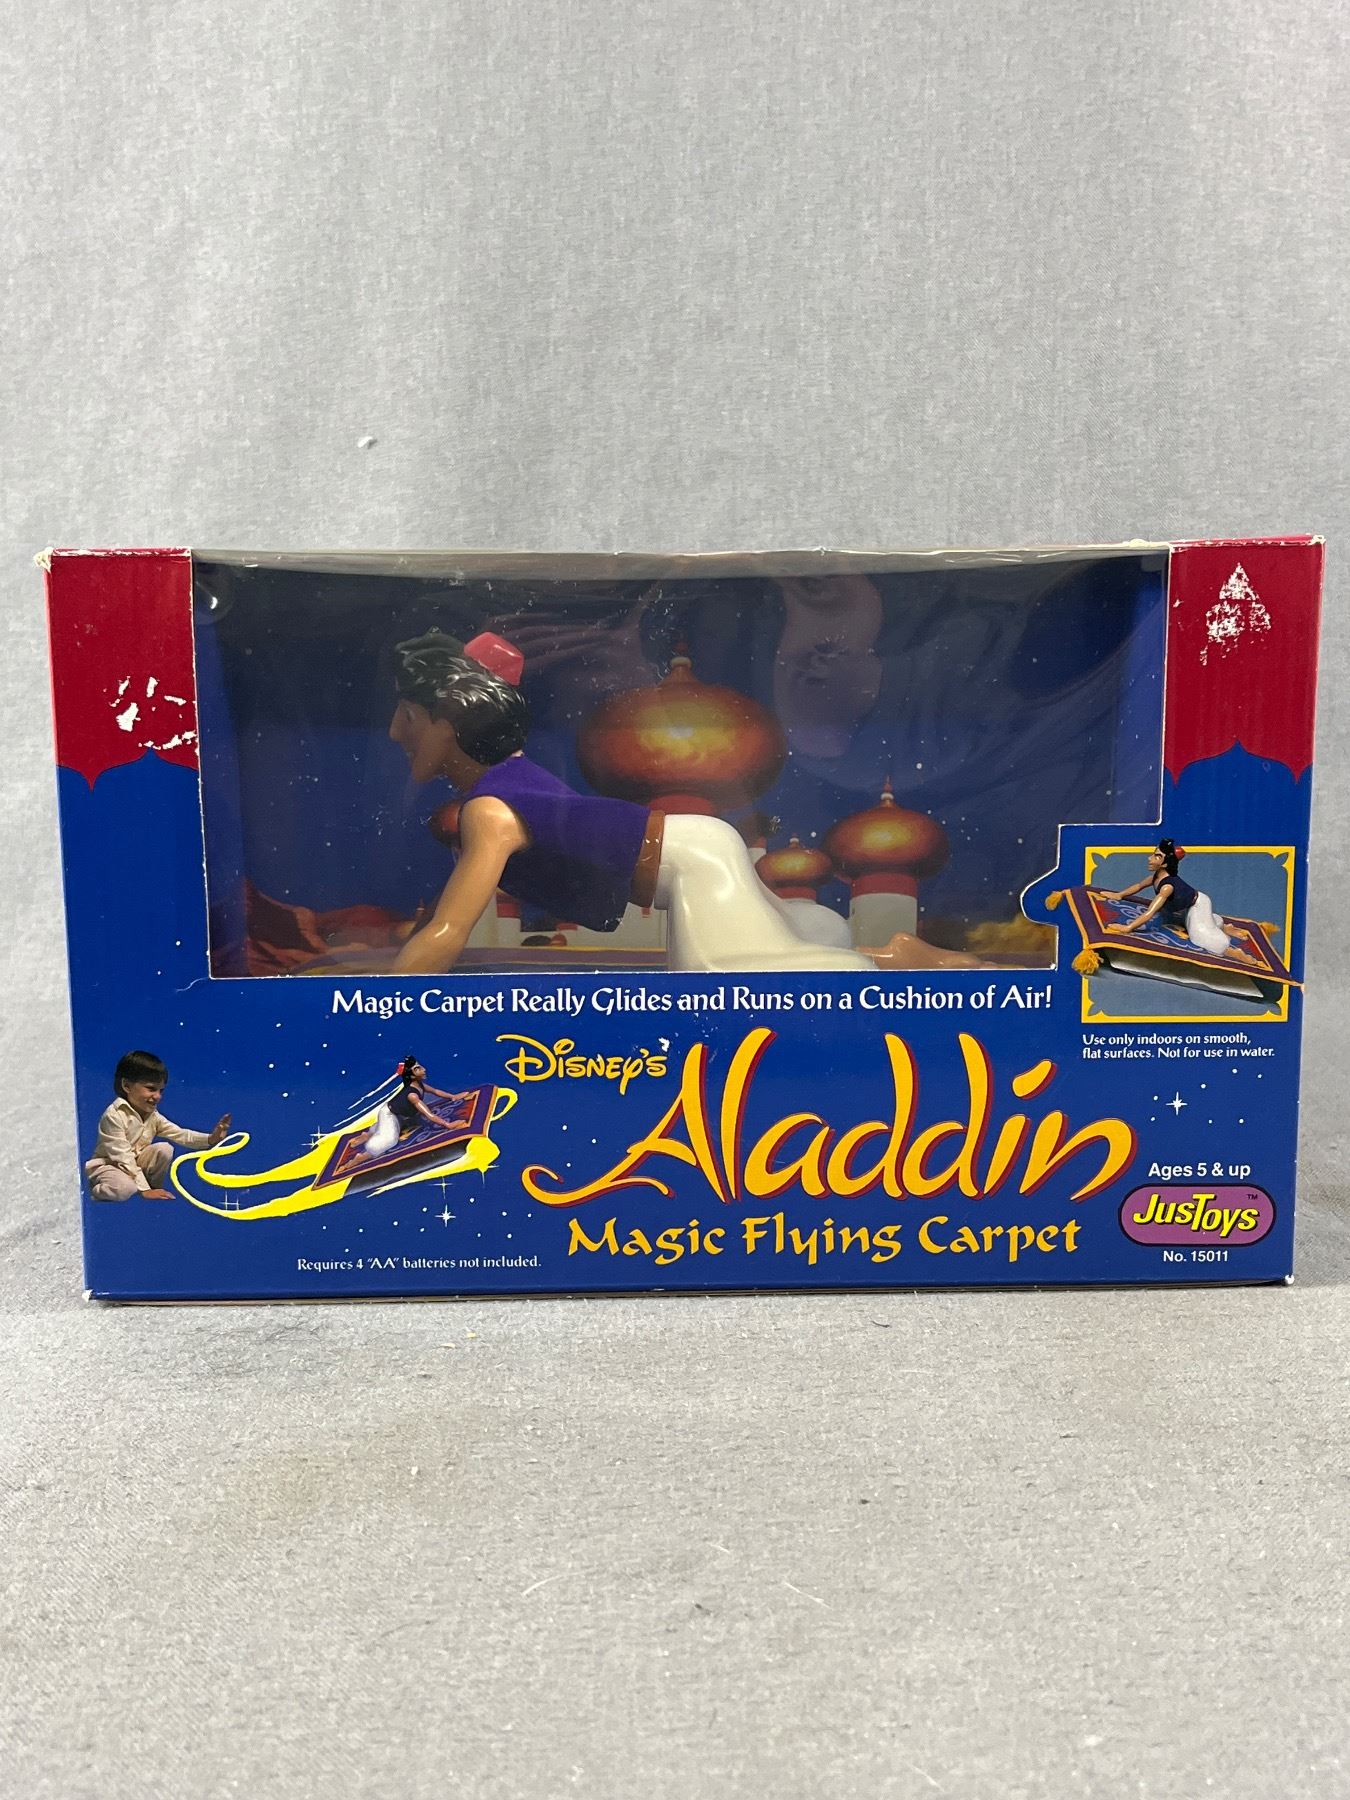 Magic Carpet Really Glides and Runs on a Cushion of Air!
Use only indoors on smooth,
flat surfaces. Not for use in water.
Disney's
Aladdin
Magic Flying Carpet
Ages 5 & up
JusToys™
No. 15011
Requires 4 "AA" batteries not included.